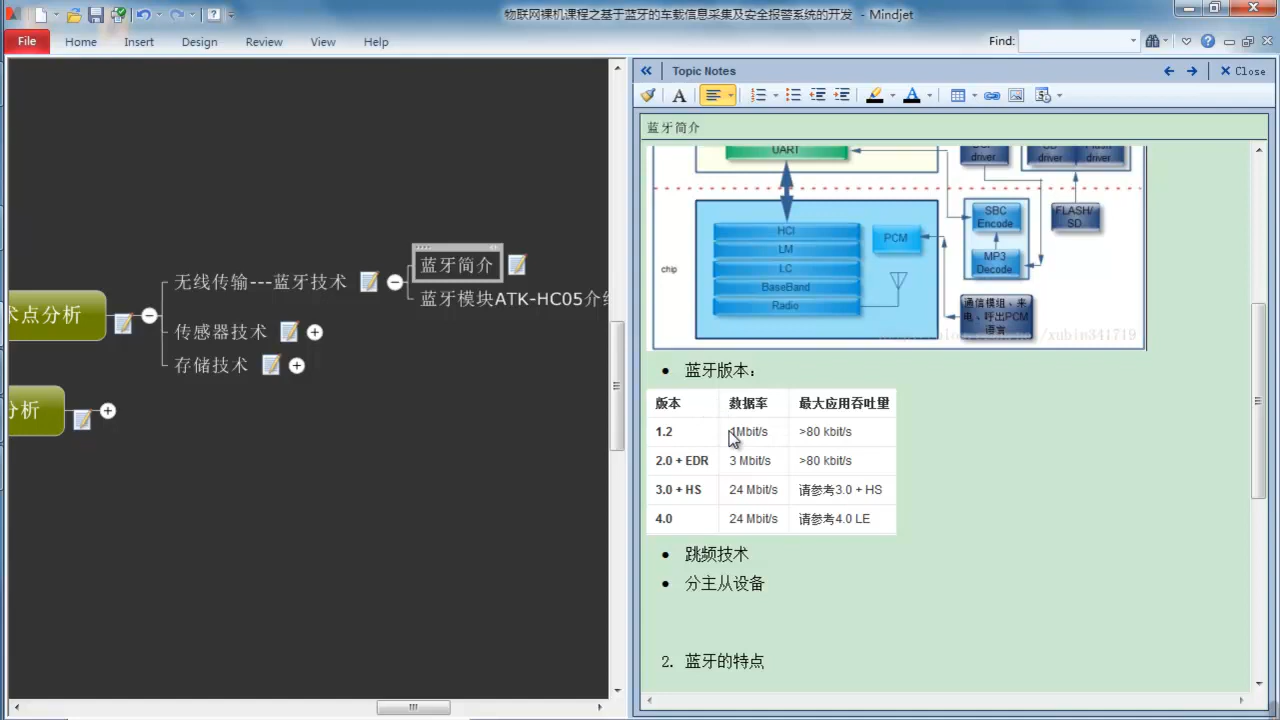 物联网裸机课程之基于蓝牙的车载信息采集及安全报警系统的开发 - Mindjet
File Home Insert Design Review View Help Find:
Topic Notes Close
蓝牙简介
UART
driver
driver driver
HCI
LM
LC
BaseBand
Radio
PCM
chip
SBC Encode
MP3 Decode
FLASH/SD
通信模组、来
电、呼出PCM
语言
蓝牙版本:
版本 数据率 最大应用吞吐量
1.2 1Mbit/s >80 kbit/s
2.0 + EDR 3 Mbit/s >80 kbit/s
3.0 + HS 24 Mbit/s 请参考3.0 + HS
4.0 24 Mbit/s 请参考4.0 LE
跳频技术
分主从设备
2. 蓝牙的特点
术点分析
无线传输---蓝牙技术
蓝牙简介
蓝牙模块ATK-HC05介绍
传感器技术
存储技术
分析